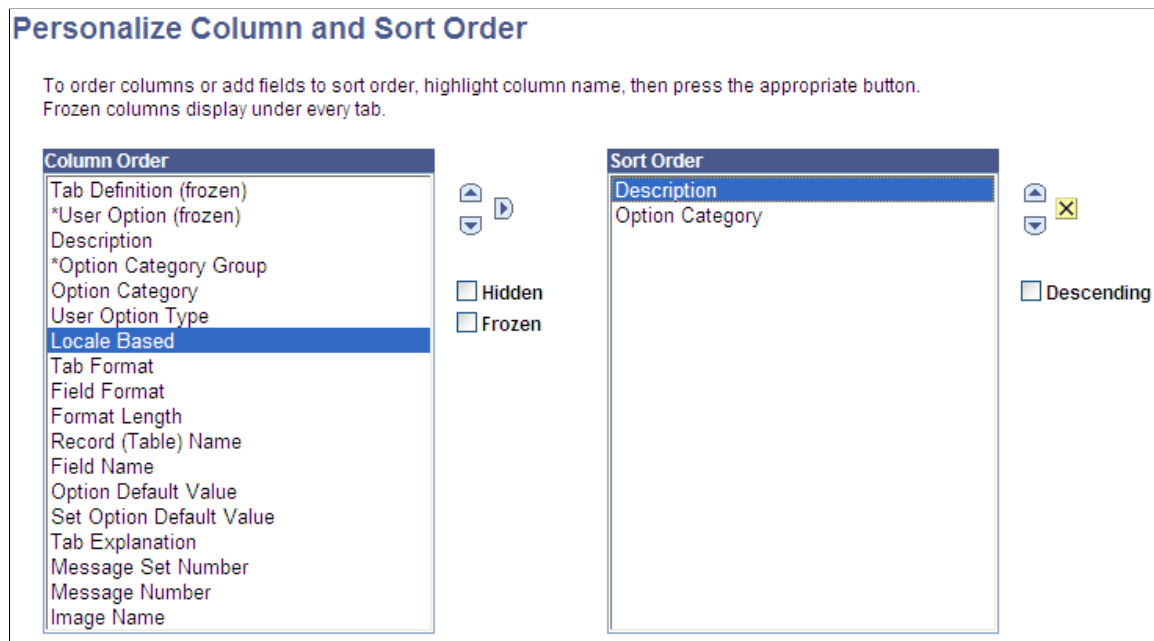 Personalize Column and Sort Order
To order columns or add fields to sort order, highlight column name, then press the appropriate button.
Frozen columns display under every tab.
Column Order
Tab Definition (frozen)
*User Option (frozen)
Description
*Option Category Group
Option Category
User Option Type
Locale Based
Tab Format
Field Format
Format Length
Record (Table) Name
Field Name
Option Default Value
Set Option Default Value
Tab Explanation
Message Set Number
Message Number
Image Name
Hidden
Frozen
Sort Order
Description
Option Category
Descending